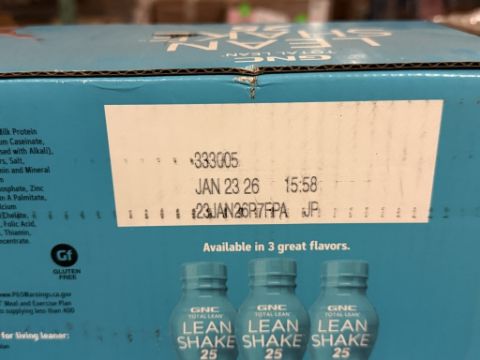 LEAN
SHAKE
GNC
TOTAL LEAN
Milk Protein
Caseinate,
with Alkali),
Salt,
and Mineral
Zinc
A Palmitate,
Folic Acid,
Thiamin,
Gf
GLUTEN
FREE
www.P65Warnings.ca.gov
Meal and Exercise Plan
to supplying less than 400
for living leaner:
333005
JAN 23 26 15:58
23JAN26R7FPA JP
Available in 3 great flavors.
GNC
TOTAL LEAN
LEAN
SHAKE
25
GNC
TOTAL LEAN
LEAN
SHAKE
25
GNC
TOTAL LEAN
LEAN
SHAKE
25